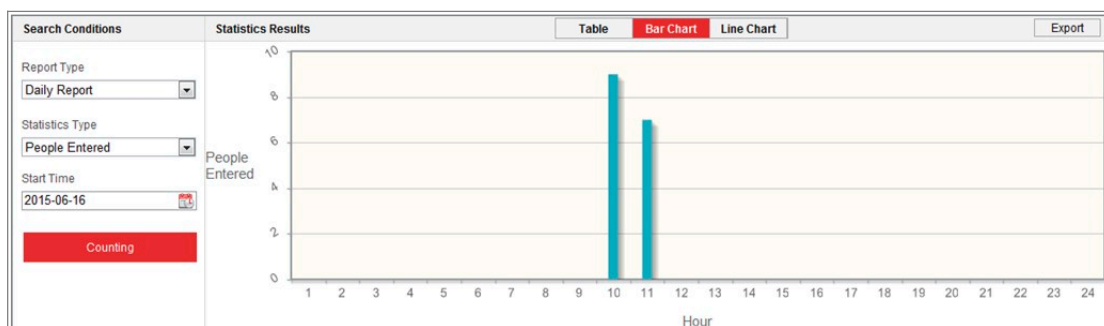 Search Conditions
Statistics Results
Table
Bar Chart
Line Chart
Export
Report Type
Daily Report
Statistics Type
People Entered
Start Time
2015-06-16
Counting
People
Entered
10
8
6
4
2
0
1 2 3 4 5 6 7 8 9 10 11 12 13 14 15 16 17 18 19 20 21 22 23 24
Hour